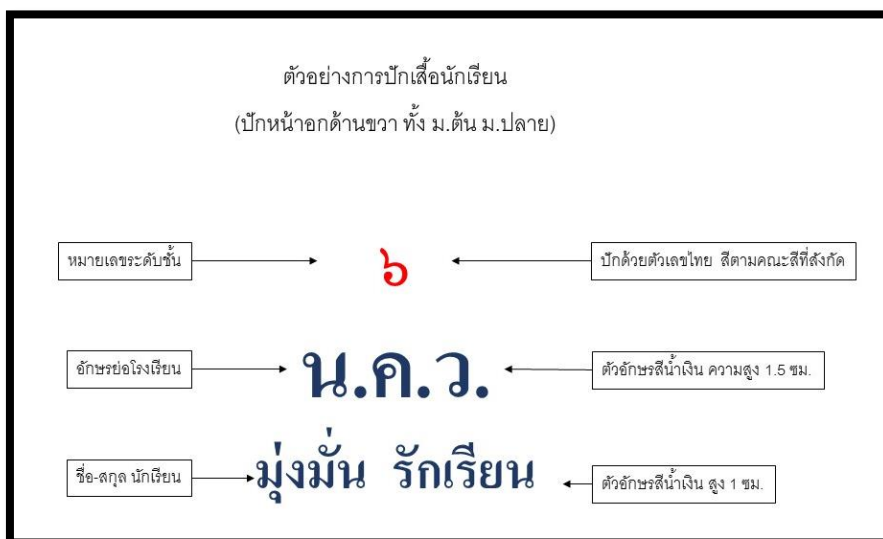 ตัวอย่างการปักเสื้อนักเรียน
(ปักหน้าอกด้านขวา ทั้ง ม.ต้น ม.ปลาย)
หมายเลขระดับชั้น
๖
ปักด้วยตัวเลขไทย สีตามคณะสีที่สังกัด
อักษรย่อโรงเรียน
น.ค.ว.
ตัวอักษรสีน้ำเงิน ความสูง 1.5 ซม.
ชื่อ-สกุล นักเรียน
มุ่งมั่น รักเรียน
ตัวอักษรสีน้ำเงิน สูง 1 ซม.